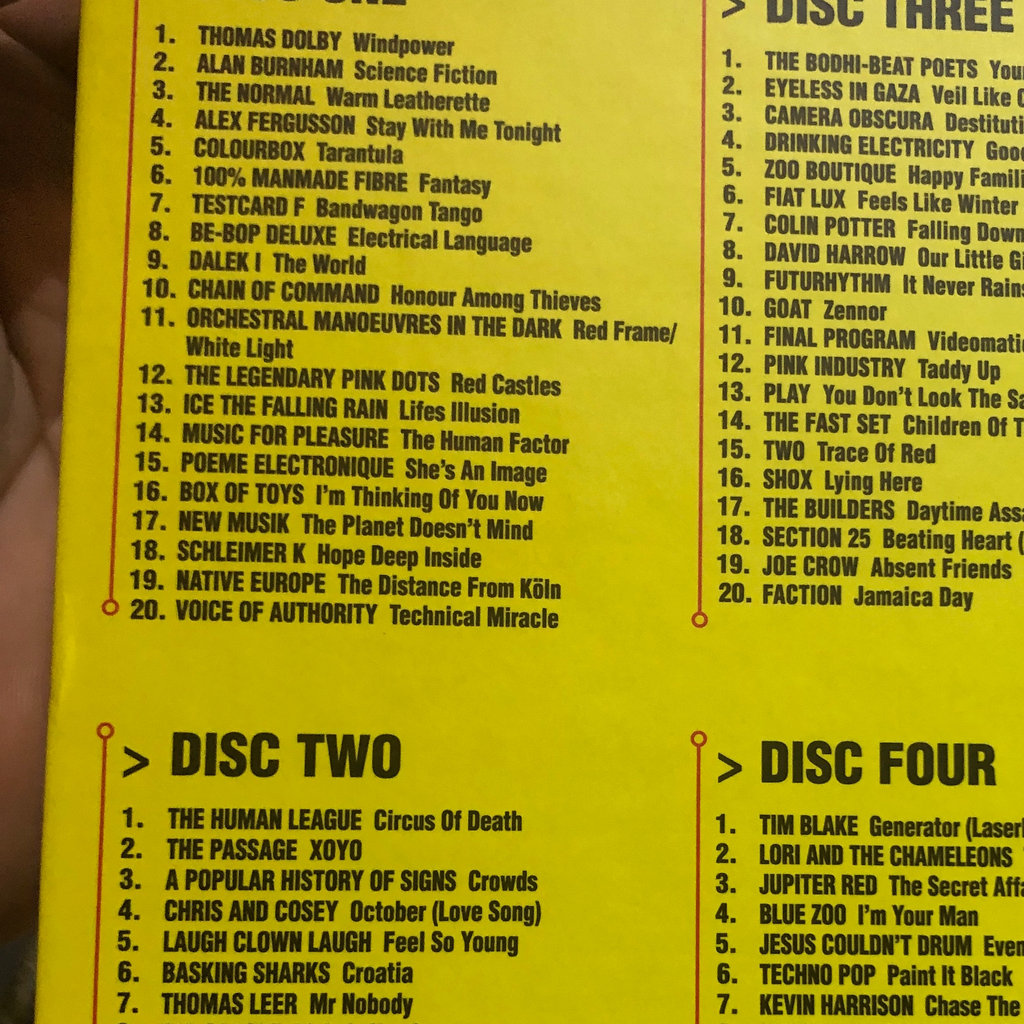 DISC ONE
1. THOMAS DOLBY Windpower
2. ALAN BURNHAM Science Fiction
3. THE NORMAL Warm Leatherette
4. ALEX FERGUSSON Stay With Me Tonight
5. COLOURBOX Tarantula
6. 100% MANMADE FIBRE Fantasy
7. TESTCARD F Bandwagon Tango
8. BE-BOP DELUXE Electrical Language
9. DALEK I The World
10. CHAIN OF COMMAND Honour Among Thieves
11. ORCHESTRAL MANOEUVRES IN THE DARK Red Frame/
White Light
12. THE LEGENDARY PINK DOTS Red Castles
13. ICE THE FALLING RAIN Lifes Illusion
14. MUSIC FOR PLEASURE The Human Factor
15. POEME ELECTRONIQUE She's An Image
16. BOX OF TOYS I'm Thinking Of You Now
17. NEW MUSIK The Planet Doesn't Mind
18. SCHLEIMER K Hope Deep Inside
19. NATIVE EUROPE The Distance From Köln
20. VOICE OF AUTHORITY Technical Miracle
> DISC TWO
1. THE HUMAN LEAGUE Circus Of Death
2. THE PASSAGE XOYO
3. A POPULAR HISTORY OF SIGNS Crowds
4. CHRIS AND COSEY October (Love Song)
5. LAUGH CLOWN LAUGH Feel So Young
6. BASKING SHARKS Croatia
7. THOMAS LEER Mr Nobody
> DISC THREE
1. THE BODHI-BEAT POETS
2. EYELESS IN GAZA Veil Like
3. CAMERA OBSCURA
4. DRINKING ELECTRICITY
5. ZOO BOUTIQUE Happy
6. FIAT LUX Feels Like Winter
7. COLIN POTTER Falling Down
8. DAVID HARROW Our Little
9. FUTURHYTHM It Never
10. GOAT Zennor
11. FINAL PROGRAM
12. PINK INDUSTRY Taddy Up
13. PLAY You Don't Look The
14. THE FAST SET Children Of
15. TWO Trace Of Red
16. SHOX Lying Here
17. THE BUILDERS Daytime
18. SECTION 25 Beating Heart (
19. JOE CROW Absent Friends
20. FACTION Jamaica Day
> DISC FOUR
1. TIM BLAKE Generator
2. LORI AND THE CHAMELEONS
3. JUPITER RED The Secret
4. BLUE ZOO I'm Your Man
5. JESUS COULDN'T DRUM
6. TECHNO POP Paint It Black
7. KEVIN HARRISON Chase The